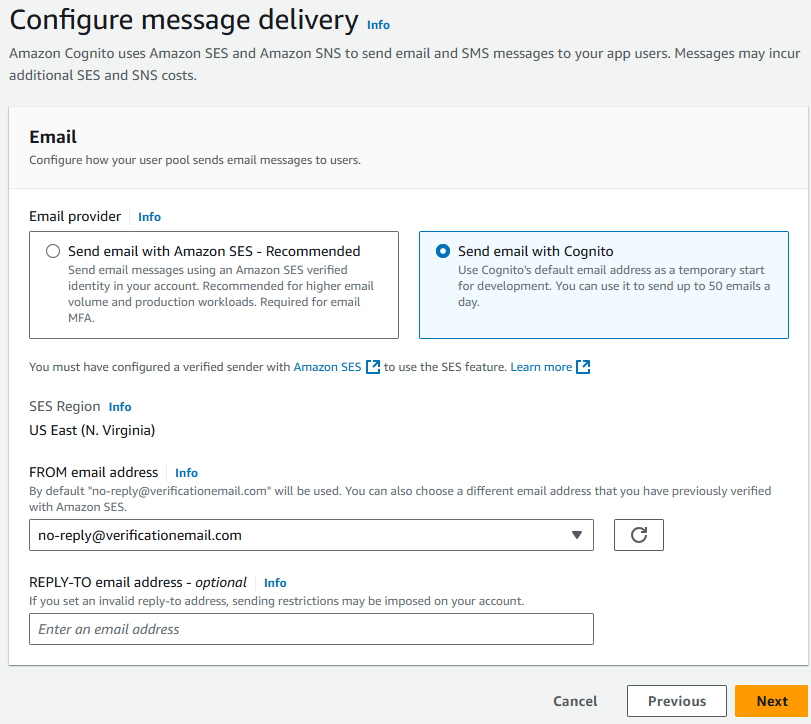 Configure message delivery Info
Amazon Cognito uses Amazon SES and Amazon SNS to send email and SMS messages to your app users. Messages may incur
additional SES and SNS costs.
Email
Configure how your user pool sends email messages to users.
Email provider Info
Send email with Amazon SES - Recommended
Send email messages using an Amazon SES verified
identity in your account. Recommended for higher email
volume and production workloads. Required for email
MFA.
Send email with Cognito
Use Cognito's default email address as a temporary start
for development. You can use it to send up to 50 emails a
day.
You must have configured a verified sender with Amazon SES to use the SES feature. Learn more
SES Region Info
US East (N. Virginia)
FROM email address Info
By default "no-reply@verificationemail.com" will be used. You can also choose a different email address that you have previously verified
with Amazon SES.
no-reply@verificationemail.com
REPLY-TO email address - optional Info
If you set an invalid reply-to address, sending restrictions may be imposed on your account.
Enter an email address
Cancel Previous Next